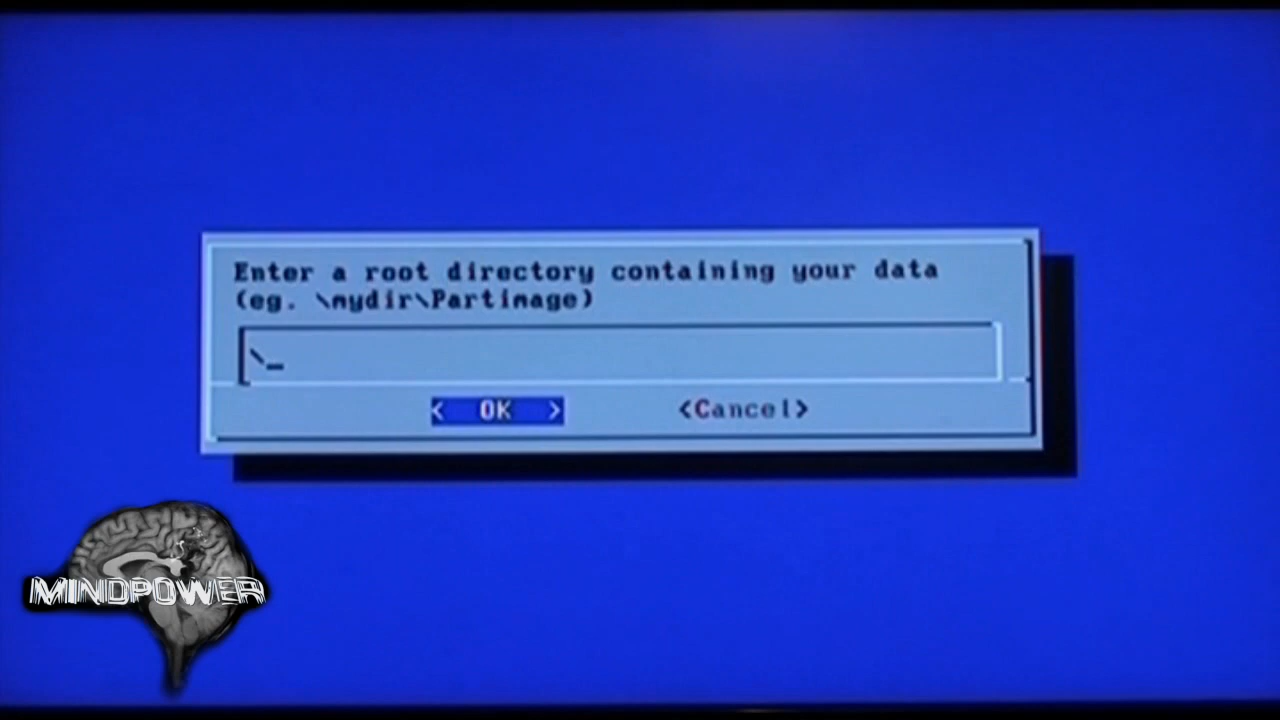 Enter a root directory containing your data
(eg. \mydir\Partimage)
\_
< OK > <Cancel>
MINDPOWER